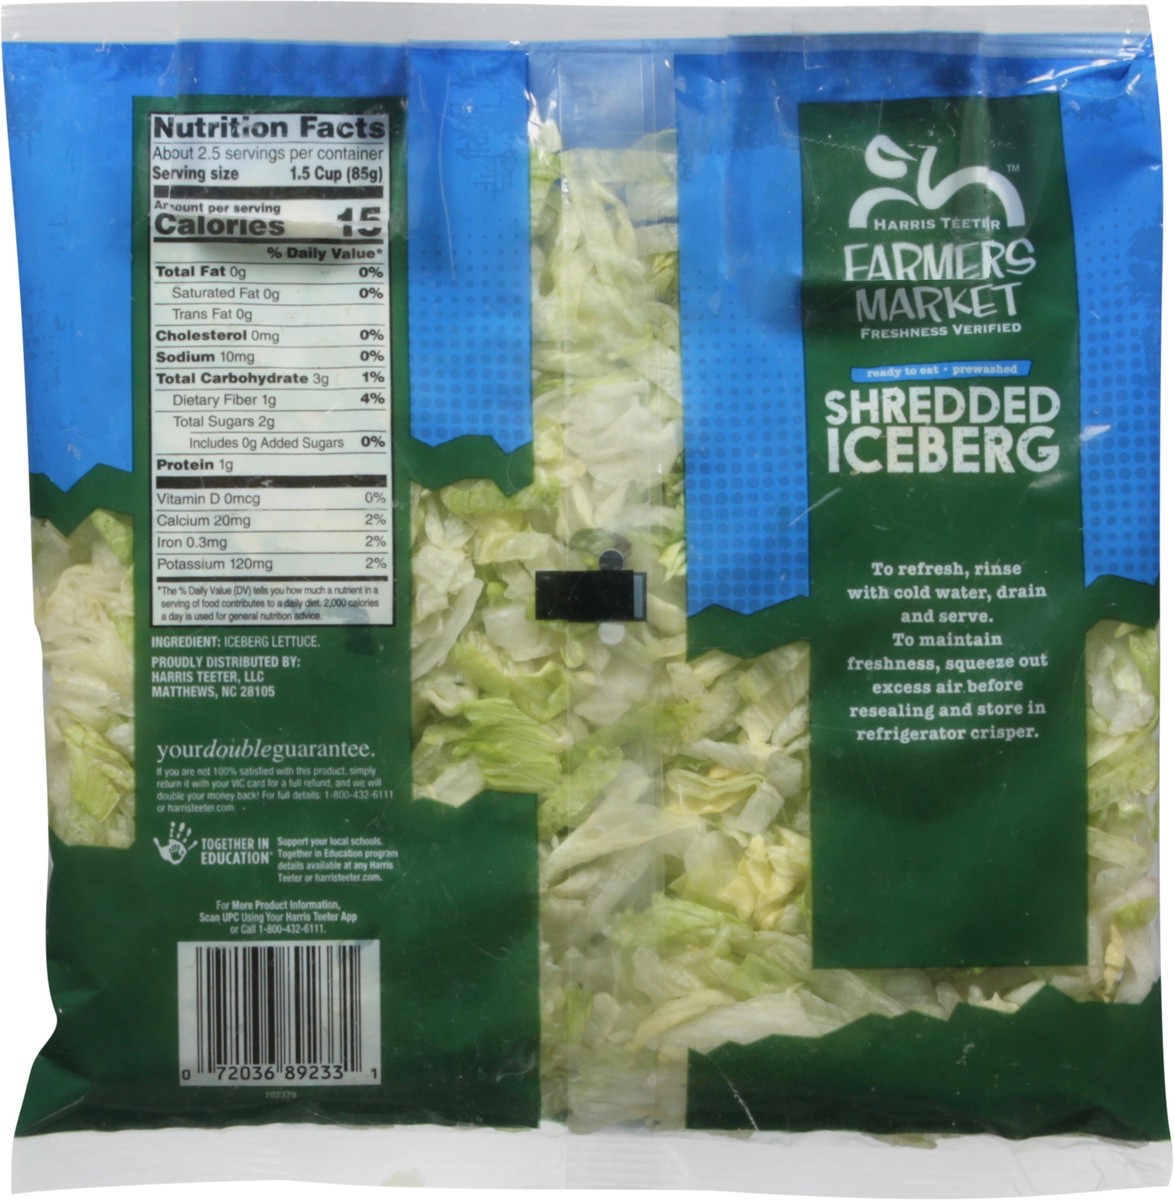 Nutrition Facts
About 2.5 servings per container
Serving size 1.5 Cup (85g)
Amount per serving
Calories 15
% Daily Value*
Total Fat 0g 0%
Saturated Fat 0g 0%
Trans Fat 0g
Cholesterol 0mg 0%
Sodium 10mg 0%
Total Carbohydrate 3g 1%
Dietary Fiber 1g 4%
Total Sugars 2g
Includes 0g Added Sugars 0%
Protein 1g
Vitamin D 0mcg 0%
Calcium 20mg 2%
Iron 0.3mg 2%
Potassium 120mg 2%
*The % Daily Value (DV) tells you how much a nutrient in a
serving of food contributes to a daily diet. 2,000 calories
a day is used for general nutrition advice.
INGREDIENT: ICEBERG LETTUCE.
PROUDLY DISTRIBUTED BY:
HARRIS TEETER, LLC
MATTHEWS, NC 28105
yourdoubleguarantee.
If you are not 100% satisfied with this product, simply
return it with your VIC card for a full refund, and we will
double your money back! For full details: 1-800-432-6111
or harristeeter.com.
TOGETHER IN
EDUCATION
Support your local schools.
Together in Education program
details available at any Harris
Teeter or harristeeter.com.
For More Product Information,
Scan UPC Using Your Harris Teeter App
or Call 1-800-432-6111.
0 72036 89233 1
102379
TM
HARRIS TEETER
FARMERS
MARKET
FRESHNESS VERIFIED
ready to eat • prewashed
SHREDDED
ICEBERG
To refresh, rinse
with cold water, drain
and serve.
To maintain
freshness, squeeze out
excess air before
resealing and store in
refrigerator crisper.